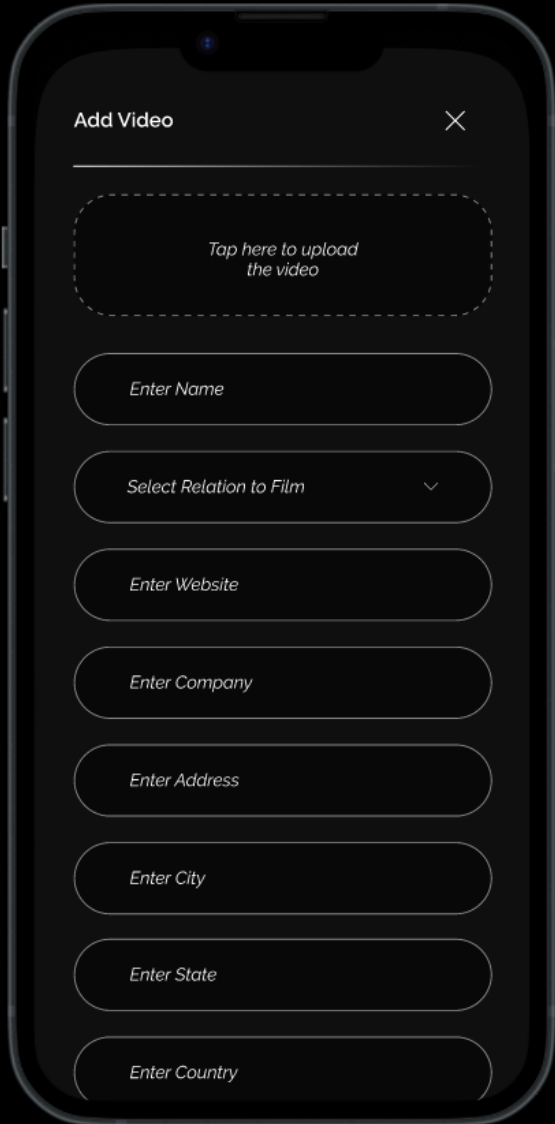 Add Video
Tap here to upload
the video
Enter Name
Select Relation to Film
Enter Website
Enter Company
Enter Address
Enter City
Enter State
Enter Country